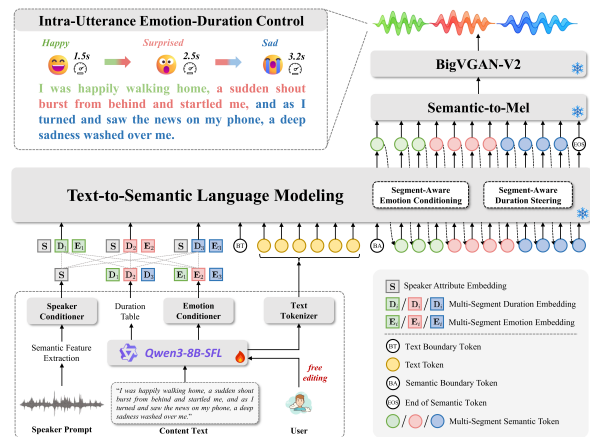 Intra-Utterance Emotion-Duration Control
Happy
1.5s
Surprised
2.5s
Sad
3.2s
I was happily walking home, a sudden shout
burst from behind and startled me, and as I
turned and saw the news on my phone, a deep
sadness washed over me.
BigVGAN-V2
Semantic-to-Mel
EOS
Text-to-Semantic Language Modeling
Segment-Aware
Emotion Conditioning
Segment-Aware
Duration Steering
S D1 E1
S D2 E2
S D3 E3
BT
BA
S
D1 D2 D3
E1 E2 E3
Speaker
Conditioner
Duration
Table
Emotion
Conditioner
Text
Tokenizer
Semantic Feature
Extraction
Qwen3-8B-SFL
free
editing
“I was happily walking home, a sudden shout
burst from behind and startled me, and as I
turned and saw the news on my phone, a deep
sadness washed over me.”
Speaker Prompt
Content Text
User
S Speaker Attribute Embedding
D1 / D2 / D3 Multi-Segment Duration Embedding
E1 / E2 / E3 Multi-Segment Emotion Embedding
BT Text Boundary Token
Text Token
BA Semantic Boundary Token
EOS End of Semantic Token
/ / Multi-Segment Semantic Token